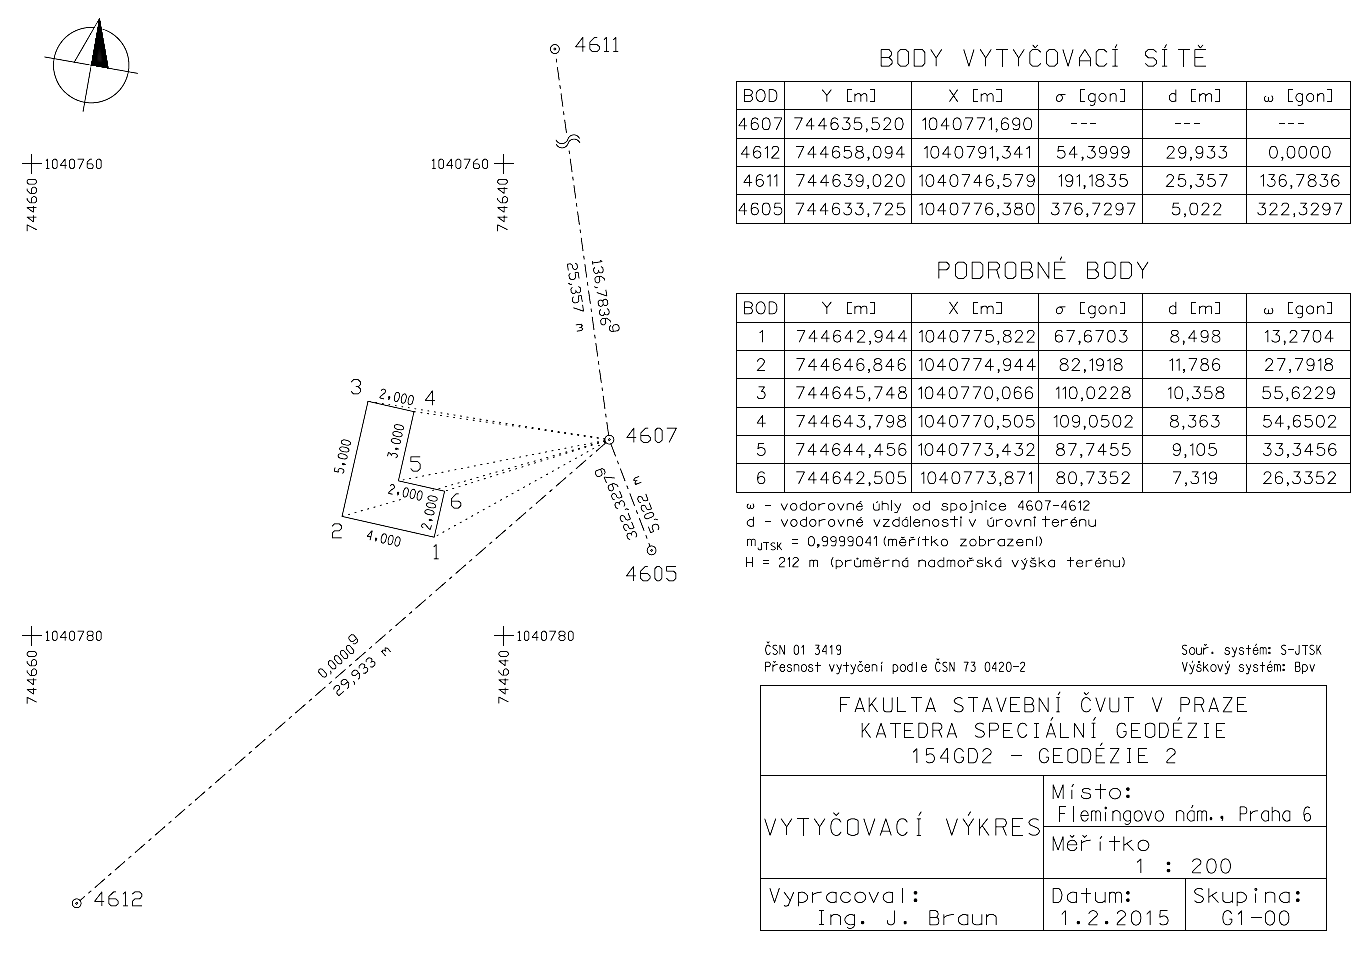 4611
1040760
1040760
744660
744640
136,7836g
25,357 m
3
2,000
4
3,000
5,000
5
2,000
6
2,000
2
4,000
1
4607
322,3297g
5,022 m
4605
1040780
1040780
744660
744640
0,0000g
29,933 m
4612
BODY VYTYČOVACÍ SÍTĚ
BOD Y [m] X [m] σ [gon] d [m] ω [gon]
4607 744635,520 1040771,690 --- --- ---
4612 744658,094 1040791,341 54,3999 29,933 0,0000
4611 744639,020 1040746,579 191,1835 25,357 136,7836
4605 744633,725 1040776,380 376,7297 5,022 322,3297
PODROBNÉ BODY
BOD Y [m] X [m] σ [gon] d [m] ω [gon]
1 744642,944 1040775,822 67,6703 8,498 13,2704
2 744646,846 1040774,944 82,1918 11,786 27,7918
3 744645,748 1040770,066 110,0228 10,358 55,6229
4 744643,798 1040770,505 109,0502 8,363 54,6502
5 744644,456 1040773,432 87,7455 9,105 33,3456
6 744642,505 1040773,871 80,7352 7,319 26,3352
ω - vodorovné úhly od spojnice 4607-4612
d - vodorovné vzdálenosti v úrovni terénu
mJTSK = 0,9999041 (měřítko zobrazení)
H = 212 m (průměrná nadmořská výška terénu)
ČSN 01 3419 Souř. systém: S-JTSK
Přesnost vytyčení podle ČSN 73 0420-2 Výškový systém: Bpv
FAKULTA STAVEBNÍ ČVUT V PRAZE
KATEDRA SPECIÁLNÍ GEODÉZIE
154GD2 - GEODÉZIE 2
VYTYČOVACÍ VÝKRES
Místo:
Flemingovo nám., Praha 6
Měřítko
1 : 200
Vypracoval:
Ing. J. Braun
Datum:
1.2.2015
Skupina:
G1-00